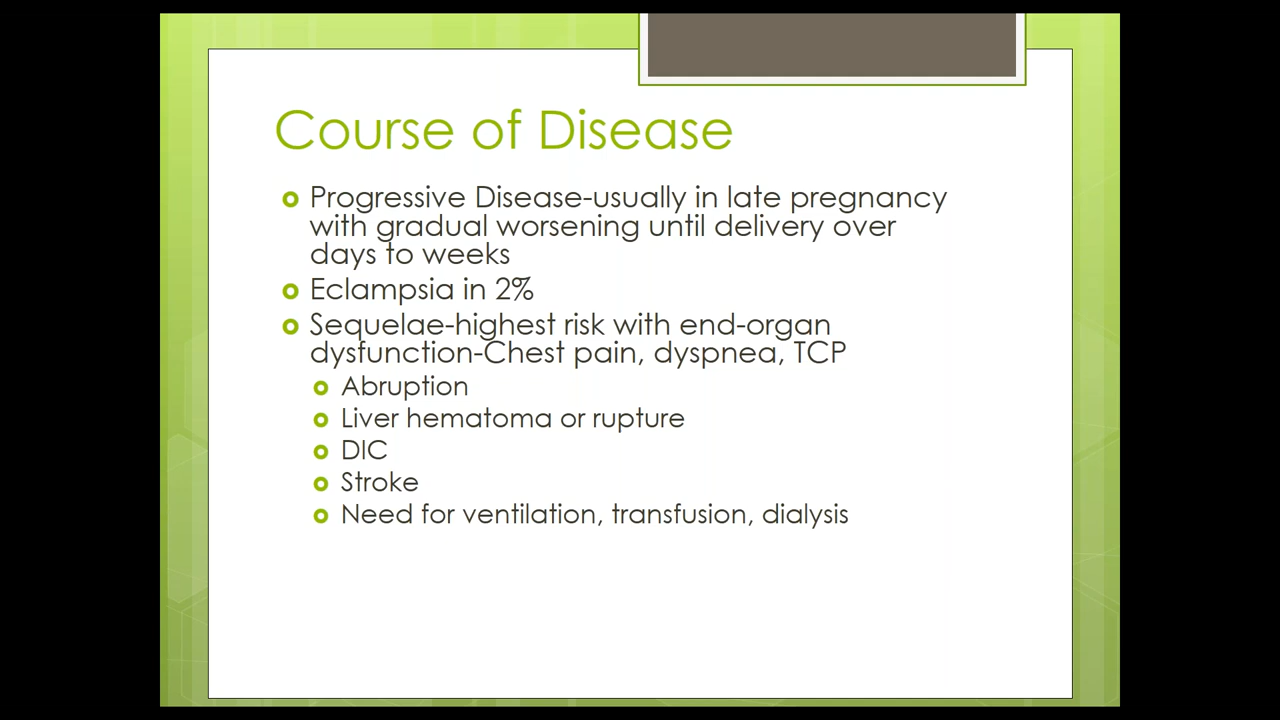 Course of Disease
Progressive Disease-usually in late pregnancy
with gradual worsening until delivery over
days to weeks
Eclampsia in 2%
Sequelae-highest risk with end-organ
dysfunction-Chest pain, dyspnea, TCP
Abruption
Liver hematoma or rupture
DIC
Stroke
Need for ventilation, transfusion, dialysis